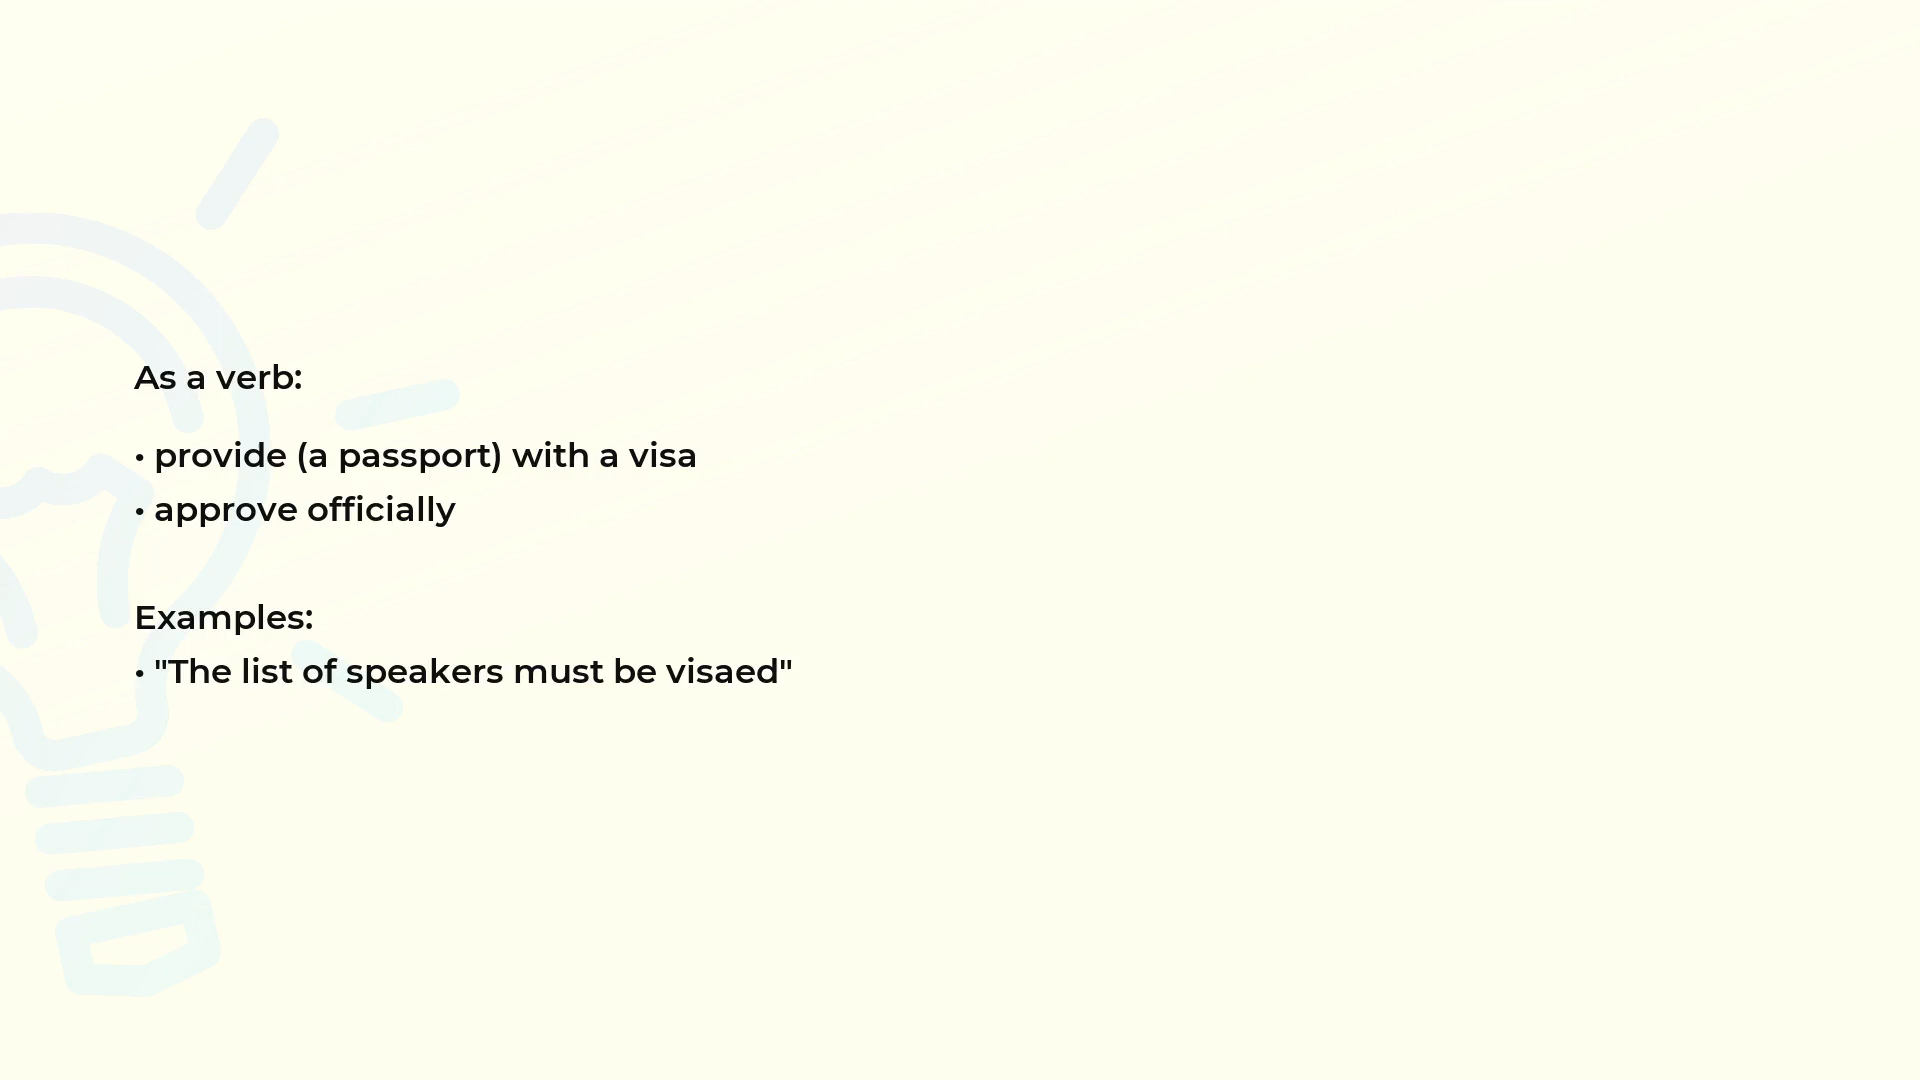 As a verb:
• provide (a passport) with a visa
• approve officially
Examples:
• "The list of speakers must be visaed"